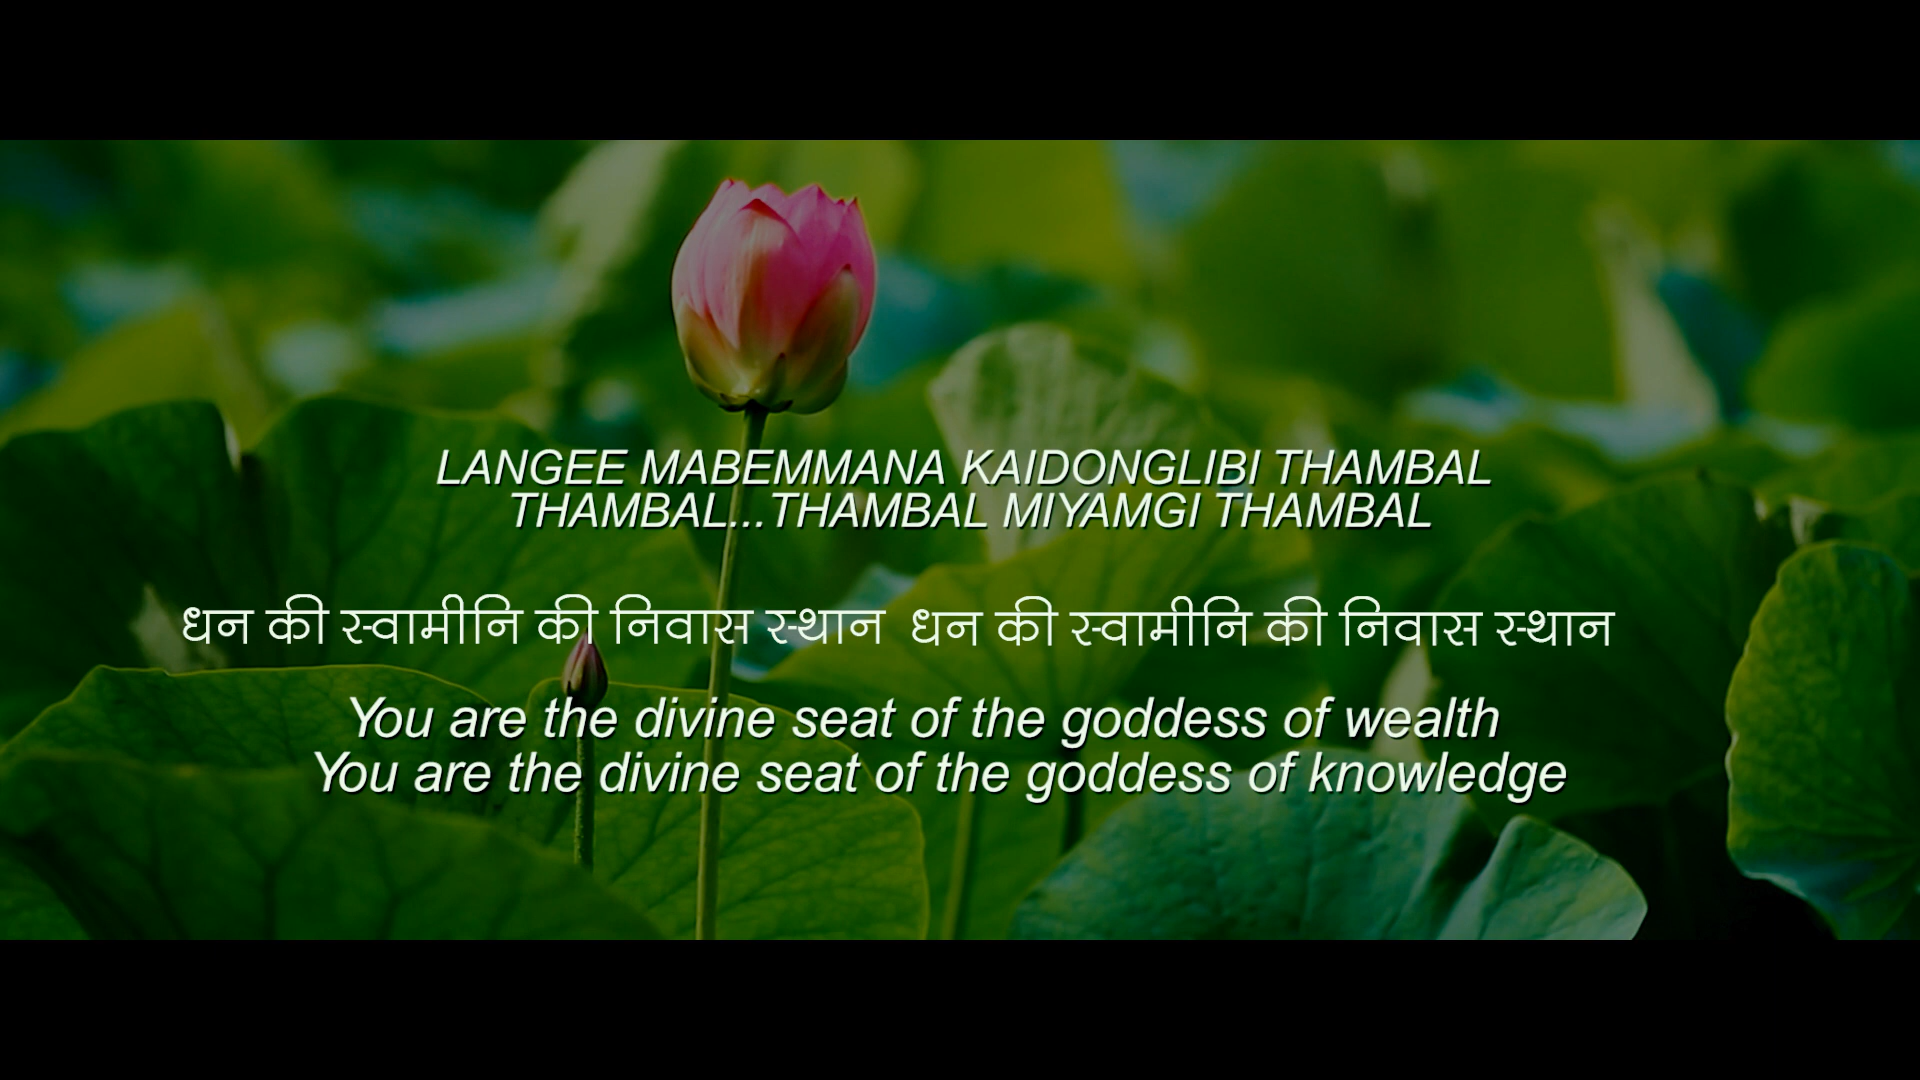 LANGEE MABEMMANA KAIDONGLIBI THAMBAL
THAMBAL...THAMBAL MIYAMGI THAMBAL
धन की स्वामीनि की निवास स्थान धन की स्वामीनि की निवास स्थान
You are the divine seat of the goddess of wealth
You are the divine seat of the goddess of knowledge